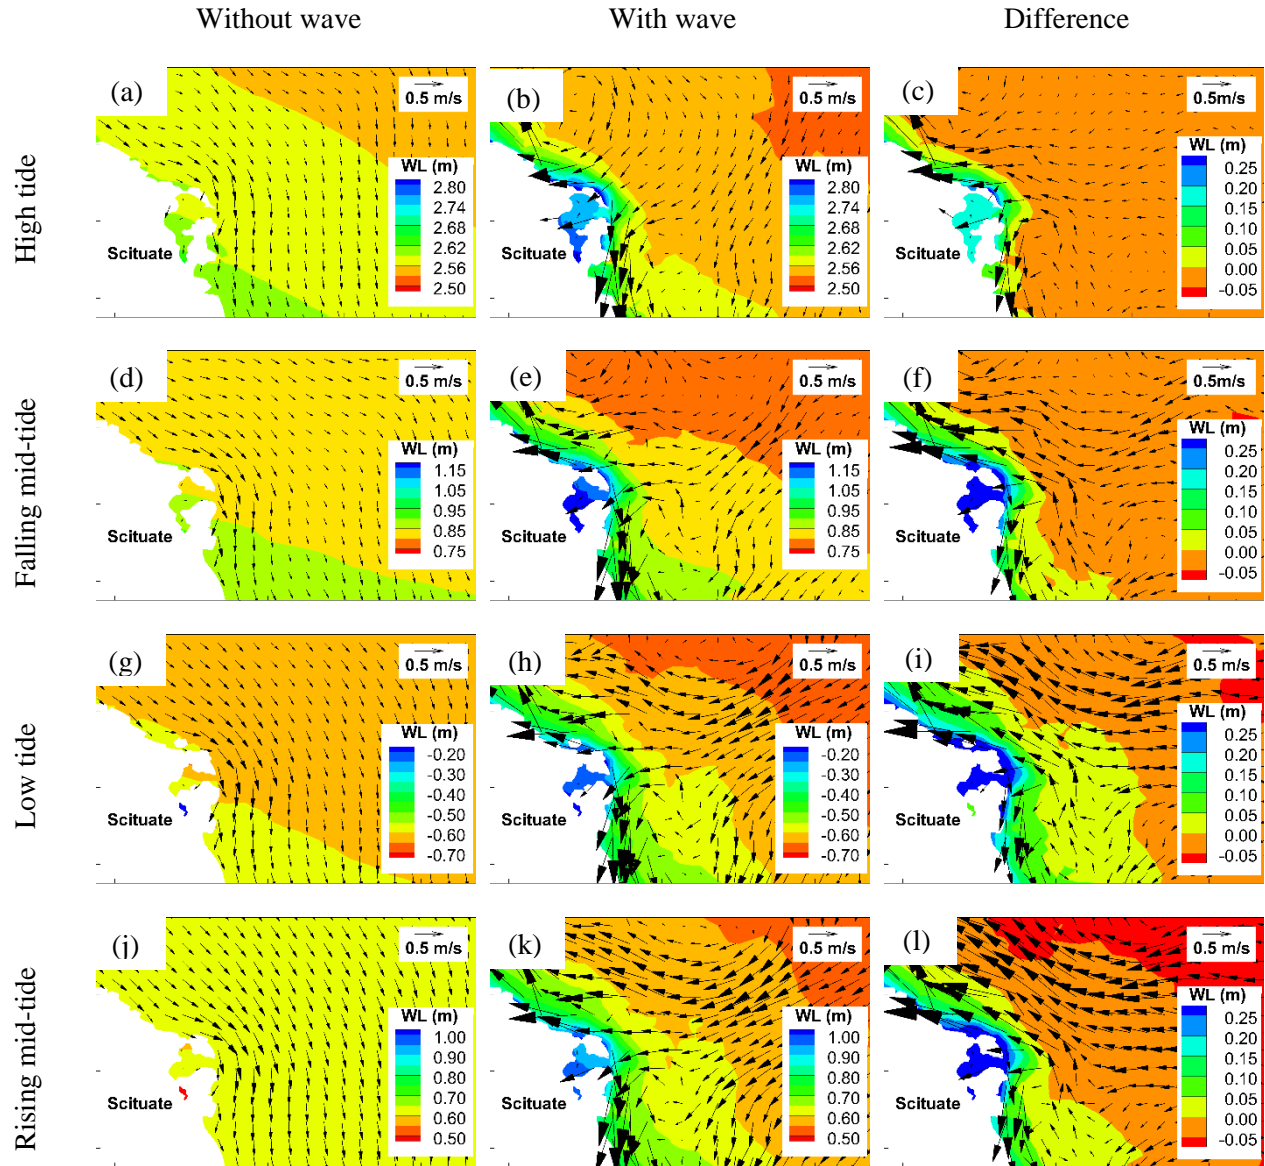 Without wave With wave Difference
High tide
(a) 0.5 m/s
WL (m)
2.80
2.74
2.68
2.62
2.56
2.50
Scituate
(b) 0.5 m/s
WL (m)
2.80
2.74
2.68
2.62
2.56
2.50
Scituate
(c) 0.5m/s
WL (m)
0.25
0.20
0.15
0.10
0.05
0.00
-0.05
Scituate
Falling mid-tide
(d) 0.5 m/s
WL (m)
1.15
1.05
0.95
0.85
0.75
Scituate
(e) 0.5 m/s
WL (m)
1.15
1.05
0.95
0.85
0.75
Scituate
(f) 0.5m/s
WL (m)
0.25
0.20
0.15
0.10
0.05
0.00
-0.05
Scituate
Low tide
(g) 0.5 m/s
WL (m)
-0.20
-0.30
-0.40
-0.50
-0.60
-0.70
Scituate
(h) 0.5 m/s
WL (m)
-0.20
-0.30
-0.40
-0.50
-0.60
-0.70
Scituate
(i) 0.5 m/s
WL (m)
0.25
0.20
0.15
0.10
0.05
0.00
-0.05
Scituate
Rising mid-tide
(j) 0.5 m/s
WL (m)
1.00
0.90
0.80
0.70
0.60
0.50
Scituate
(k) 0.5 m/s
WL (m)
1.00
0.90
0.80
0.70
0.60
0.50
Scituate
(l) 0.5 m/s
WL (m)
0.25
0.20
0.15
0.10
0.05
0.00
-0.05
Scituate